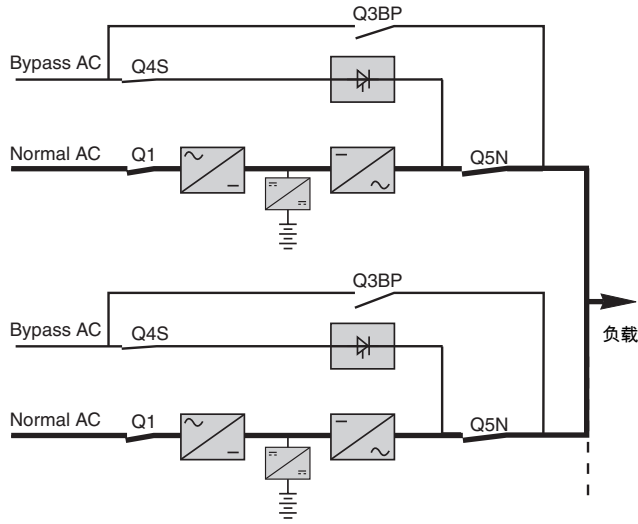 Q3BP
Bypass AC
Q4S
Normal AC
Q1
Q5N
Q3BP
Bypass AC
Q4S
负载
Normal AC
Q1
Q5N